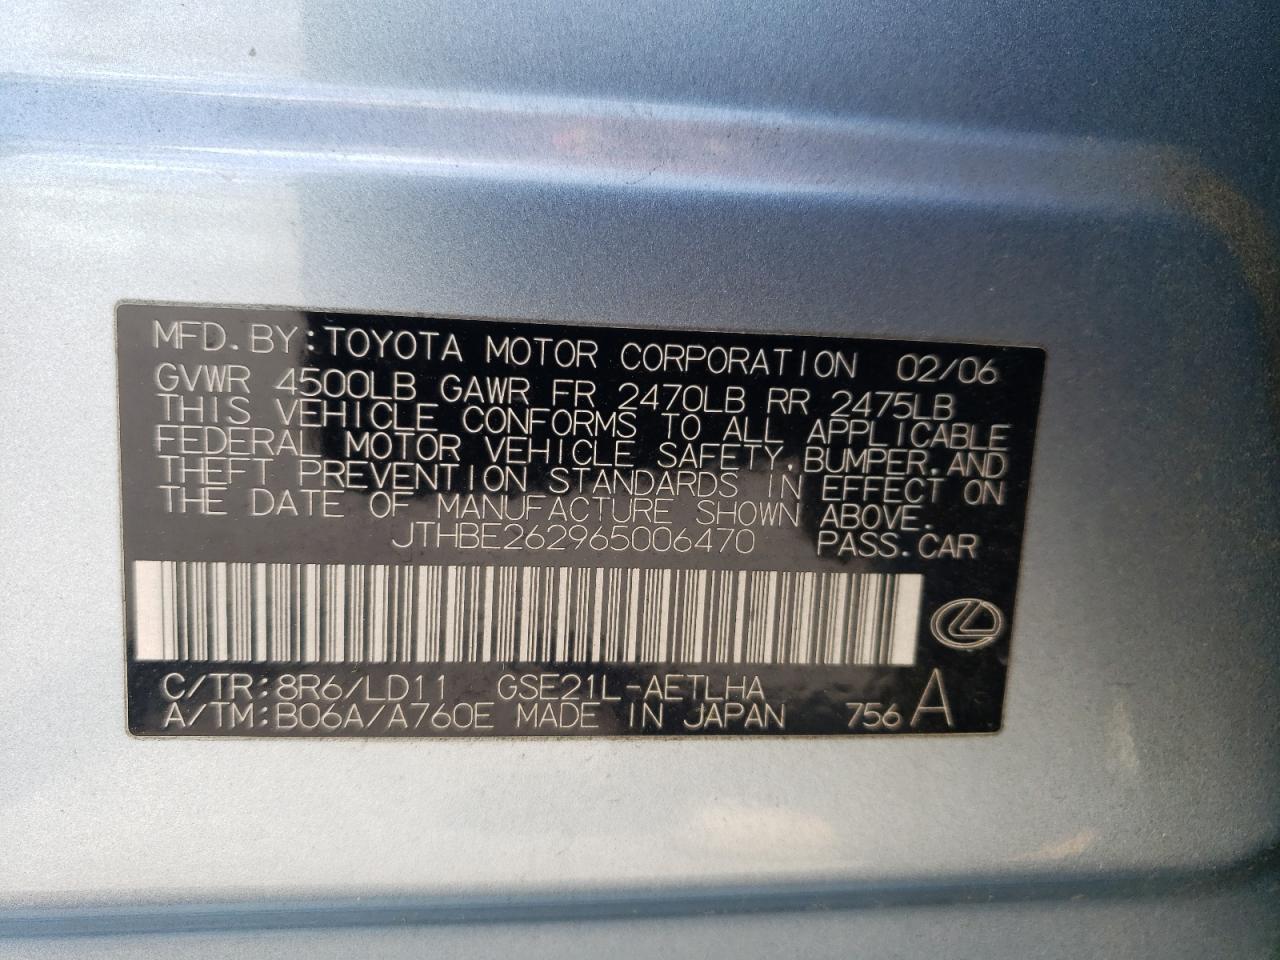 MFD. BY: TOYOTA MOTOR CORPORATION 02/06
GVWR 4500LB GAWR FR 2470LB RR 2475LB
THIS VEHICLE CONFORMS TO ALL APPLICABLE
FEDERAL MOTOR VEHICLE SAFETY, BUMPER, AND
THEFT PREVENTION STANDARDS IN EFFECT ON
THE DATE OF MANUFACTURE SHOWN ABOVE.
JTHBE262965006470 PASS. CAR
C/TR: 8R6/LD11 GSE21L-AETLHA
A/TM: B06A/A760E MADE IN JAPAN 756 A